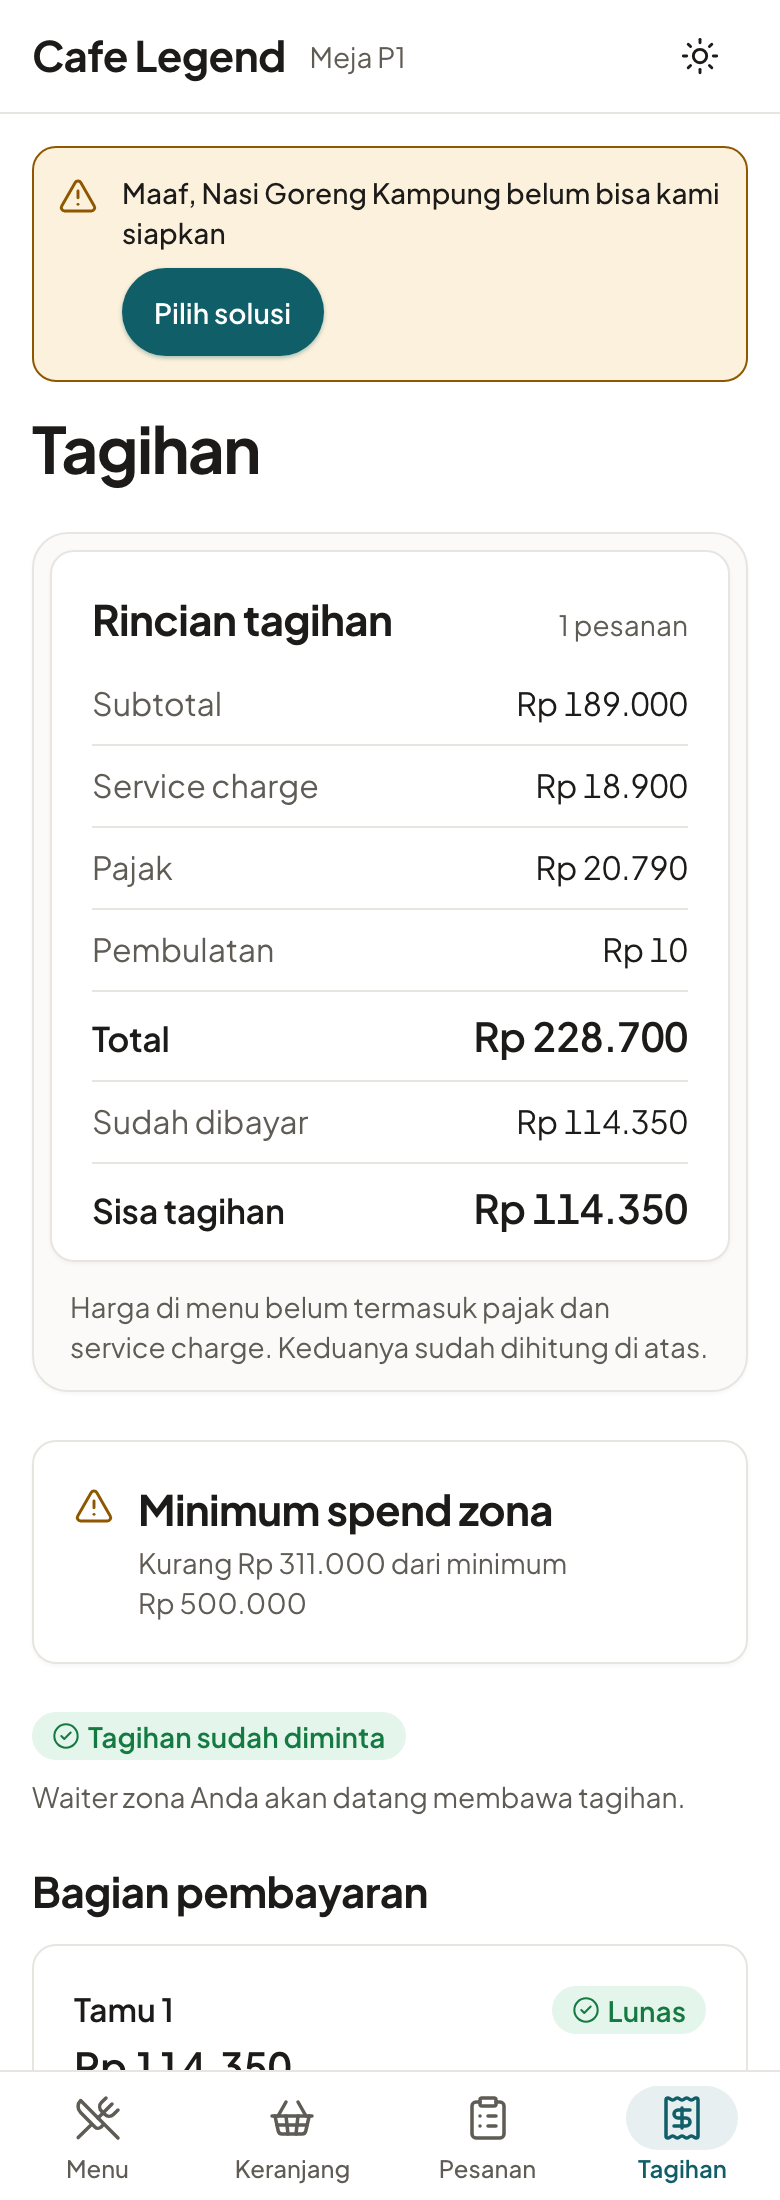 Cafe Legend Meja P1
Maaf, Nasi Goreng Kampung belum bisa kami
siapkan
Pilih solusi
Tagihan
Rincian tagihan 1 pesanan
Subtotal Rp 189.000
Service charge Rp 18.900
Pajak Rp 20.790
Pembulatan Rp 10
Total Rp 228.700
Sudah dibayar Rp 114.350
Sisa tagihan Rp 114.350
Harga di menu belum termasuk pajak dan
service charge. Keduanya sudah dihitung di atas.
Minimum spend zona
Kurang Rp 311.000 dari minimum
Rp 500.000
Tagihan sudah diminta
Waiter zona Anda akan datang membawa tagihan.
Bagian pembayaran
Tamu 1 Lunas
Rp 114.350
Menu Keranjang Pesanan Tagihan